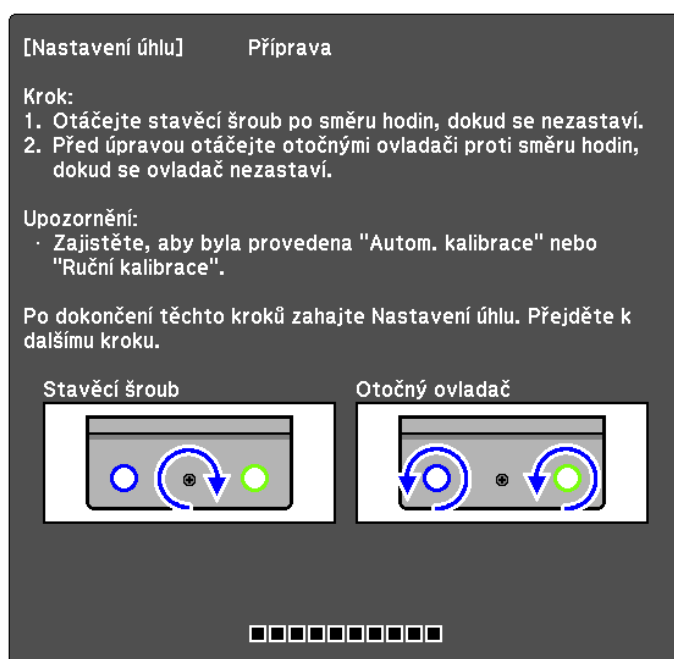 [Nastavení úhlu] Příprava
Krok:
1. Otáčejte stavěcí šroub po směru hodin, dokud se nezastaví.
2. Před úpravou otáčejte otočnými ovladači proti směru hodin,
dokud se ovladač nezastaví.
Upozornění:
· Zajistěte, aby byla provedena "Autom. kalibrace" nebo
"Ruční kalibrace".
Po dokončení těchto kroků zahajte Nastavení úhlu. Přejděte k
dalšímu kroku.
Stavěcí šroub Otočný ovladač